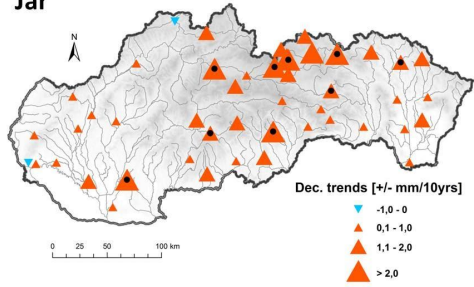 Jar
N
Dec. trends [+/- mm/10yrs]
-1,0 - 0
0,1 - 1,0
1,1 - 2,0
> 2,0
0 25 50 100 km